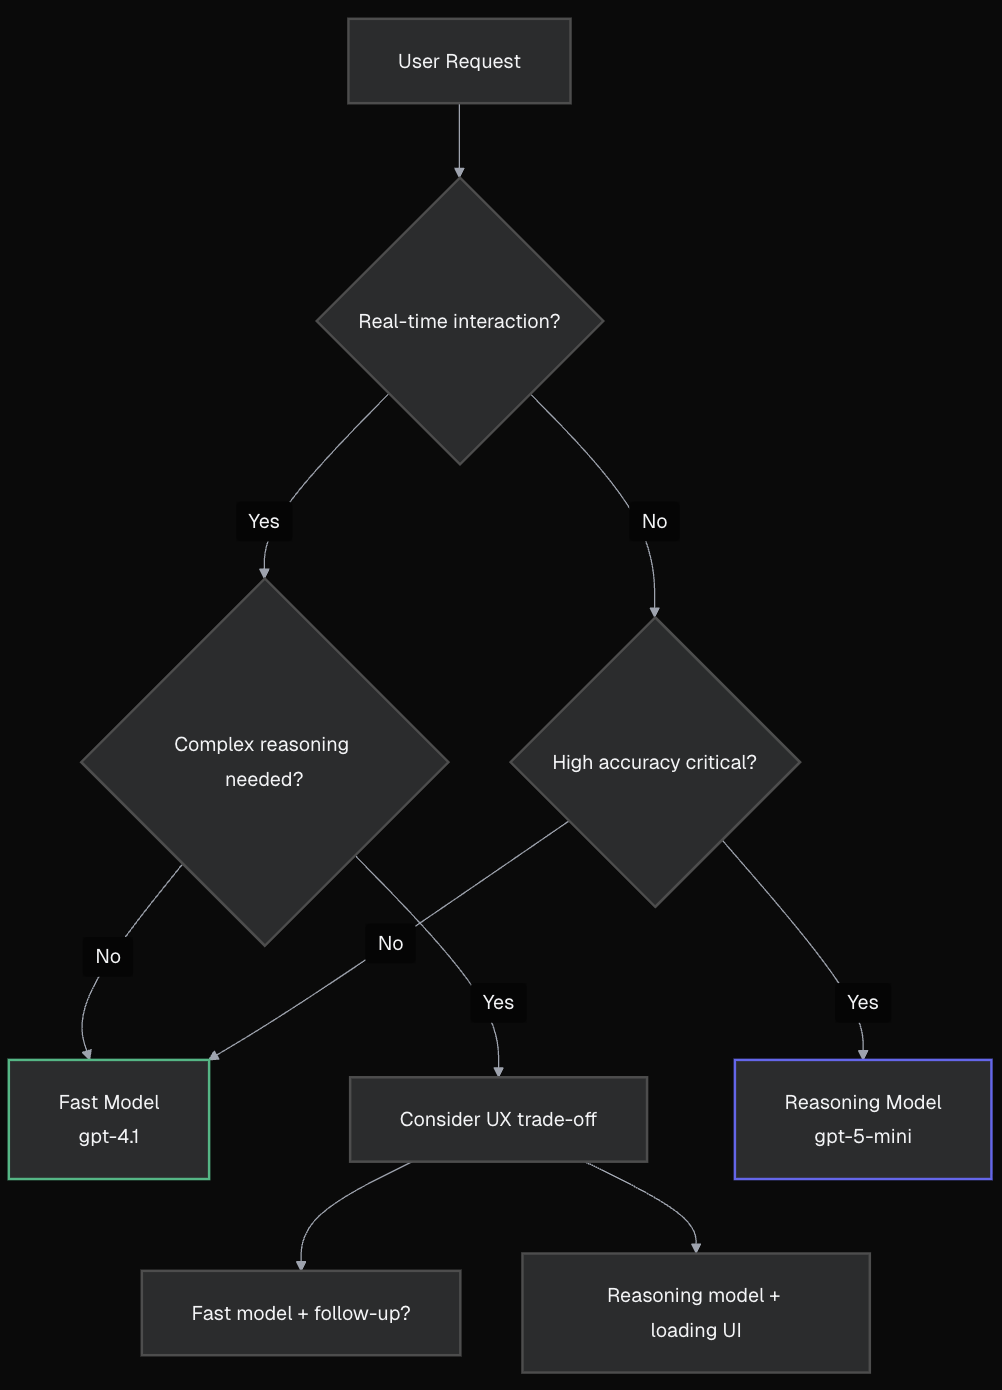 User Request
Real-time interaction?
Yes
No
Complex reasoning
needed?
High accuracy critical?
No
No
Yes
Yes
Fast Model
gpt-4.1
Consider UX trade-off
Reasoning Model
gpt-5-mini
Fast model + follow-up?
Reasoning model +
loading UI